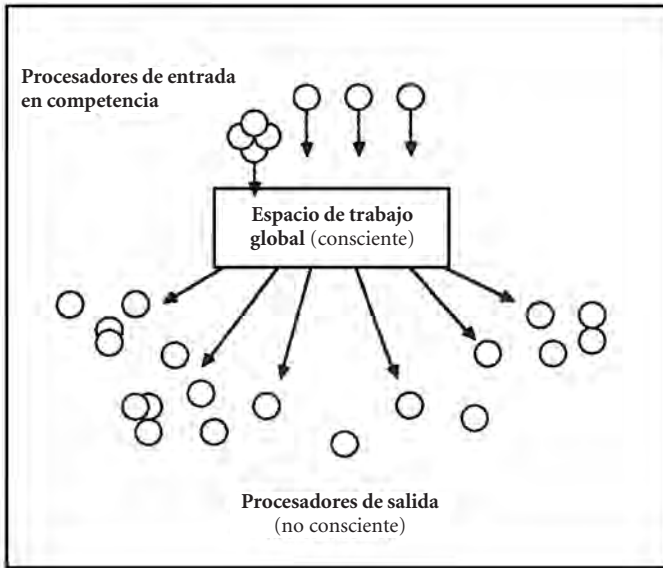 Procesadores de entrada
en competencia
Espacio de trabajo
global (consciente)
Procesadores de salida
(no consciente)